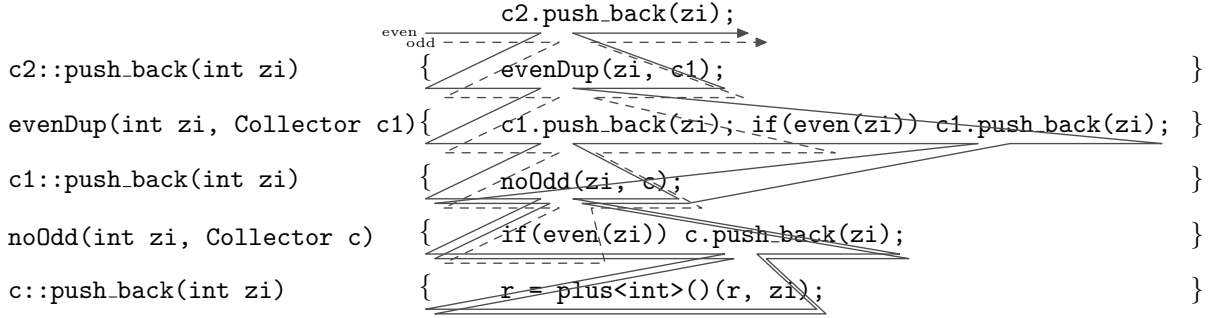 c2.push_back(zi);
even
odd
c2::push_back(int zi) { evenDup(zi, c1); }
evenDup(int zi, Collector c1){ c1.push_back(zi); if(even(zi)) c1.push_back(zi); }
c1::push_back(int zi) { noOdd(zi, c); }
noOdd(int zi, Collector c) { if(even(zi)) c.push_back(zi); }
c::push_back(int zi) { r = plus<int>()(r, zi); }